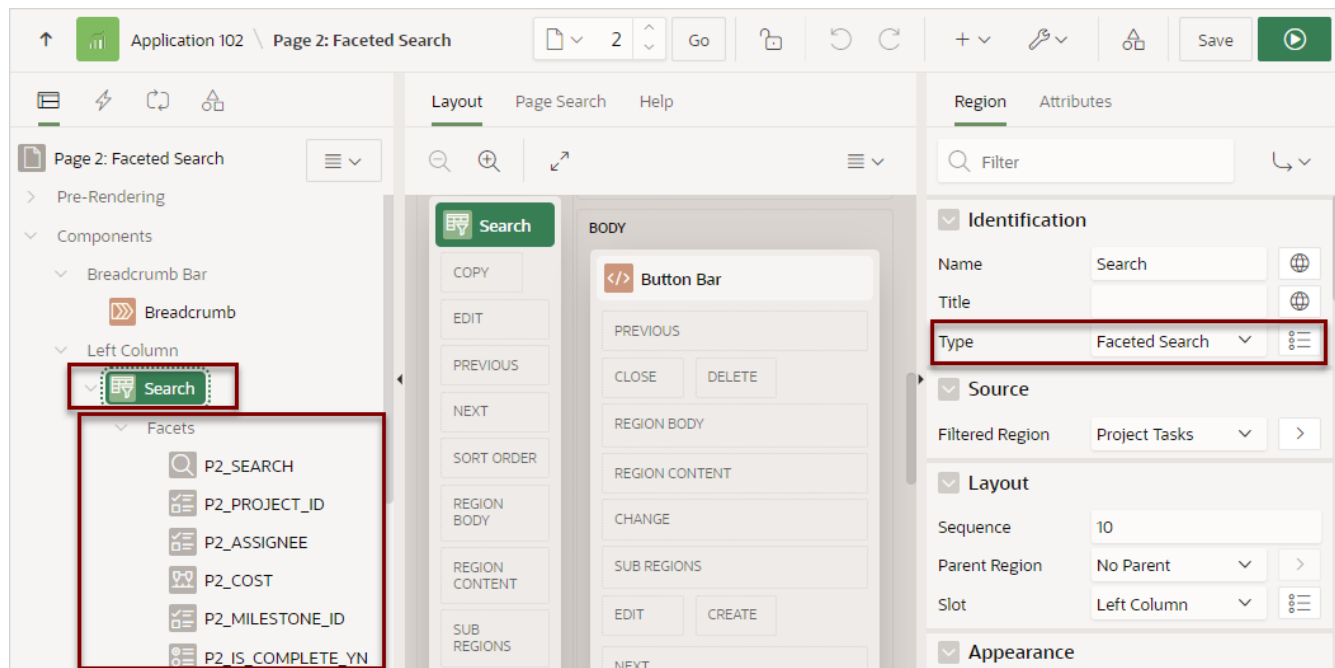 Application 102 \ Page 2: Faceted Search
2
Go
Save
Layout
Page Search
Help
Region
Attributes
Page 2: Faceted Search
Pre-Rendering
Components
Breadcrumb Bar
Breadcrumb
Left Column
Search
Facets
P2_SEARCH
P2_PROJECT_ID
P2_ASSIGNEE
P2_COST
P2_MILESTONE_ID
P2_IS_COMPLETE_YN
Search
COPY
EDIT
PREVIOUS
NEXT
SORT ORDER
REGION
BODY
REGION
CONTENT
SUB
REGIONS
BODY
</> Button Bar
PREVIOUS
CLOSE
DELETE
REGION BODY
REGION CONTENT
CHANGE
SUB REGIONS
EDIT
CREATE
NEXT
Filter
Identification
Name
Search
Title
Type
Faceted Search
Source
Filtered Region
Project Tasks
Layout
Sequence
10
Parent Region
No Parent
Slot
Left Column
Appearance